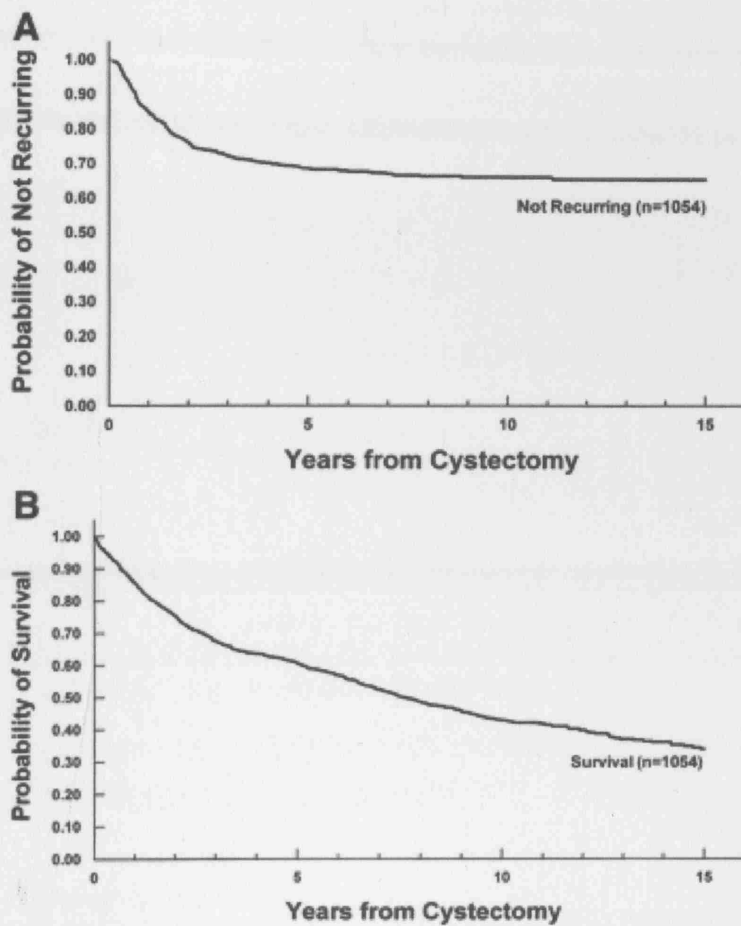 A
Probability of Not Recurring
1.00
0.90
0.80
0.70
0.60
0.50
0.40
0.30
0.20
0.10
0.00
Not Recurring (n=1054)
0 5 10 15
Years from Cystectomy
B
Probability of Survival
1.00
0.90
0.80
0.70
0.60
0.50
0.40
0.30
0.20
0.10
0.00
Survival (n=1054)
0 5 10 15
Years from Cystectomy